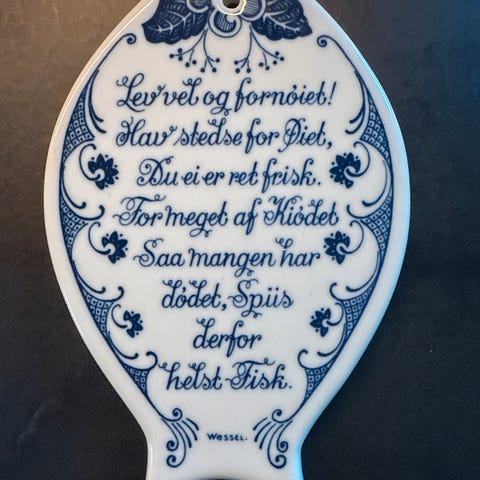 Lev vel og fornöiet!
Hav stedse for Öiet,
Du ei er ret frisk.
For meget af Kiödet
Saa mangen har
dödet, Spiis
derfor
helst Fisk.
WESSEL.